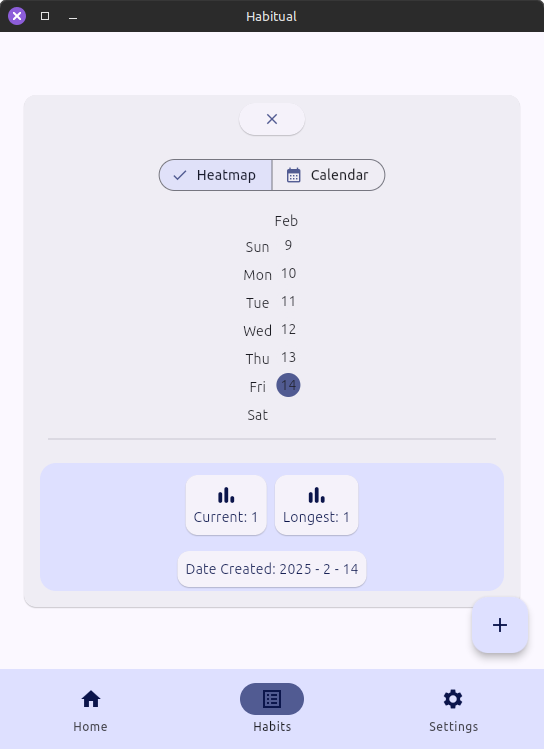 Habitual
Heatmap Calendar
Feb
Sun 9
Mon 10
Tue 11
Wed 12
Thu 13
Fri 14
Sat
Current: 1 Longest: 1
Date Created: 2025 - 2 - 14
Home Habits Settings